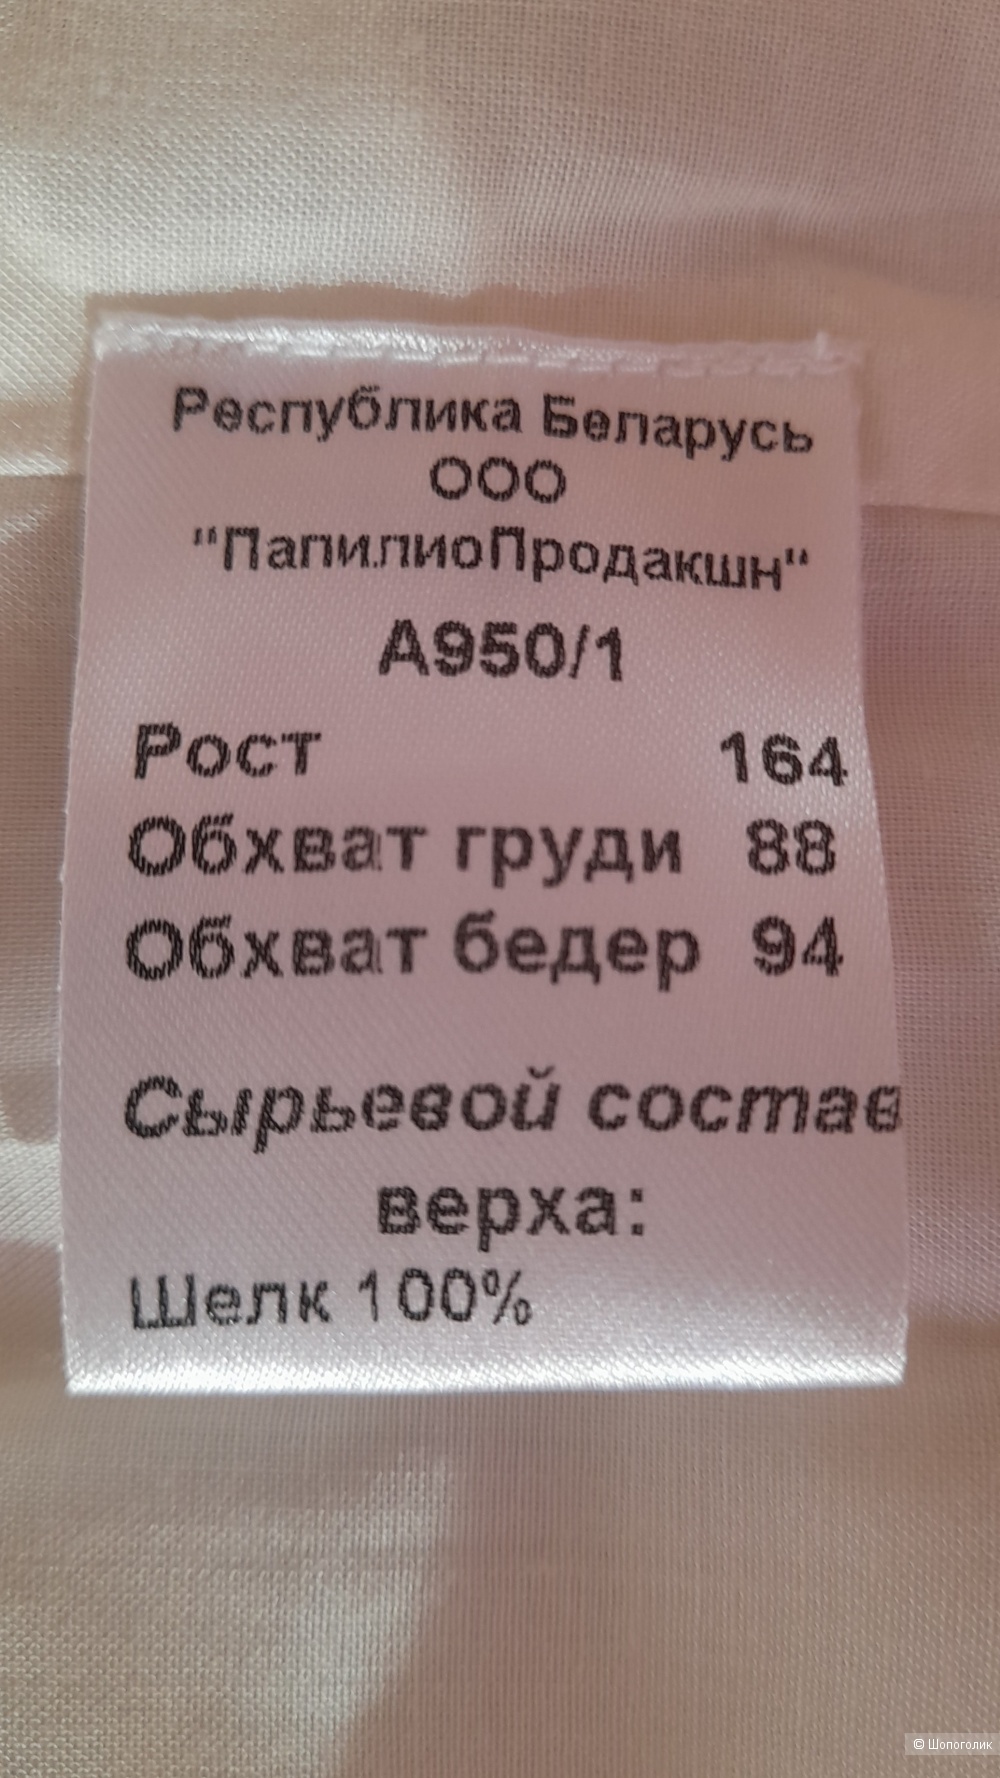 Республика Беларусь
ООО
"ПапилиоПродакшн"
А950/1
Рост 164
Обхват груди 88
Обхват бедер 94
Сырьевой состав
верха:
Шелк 100%
© Шопоголик